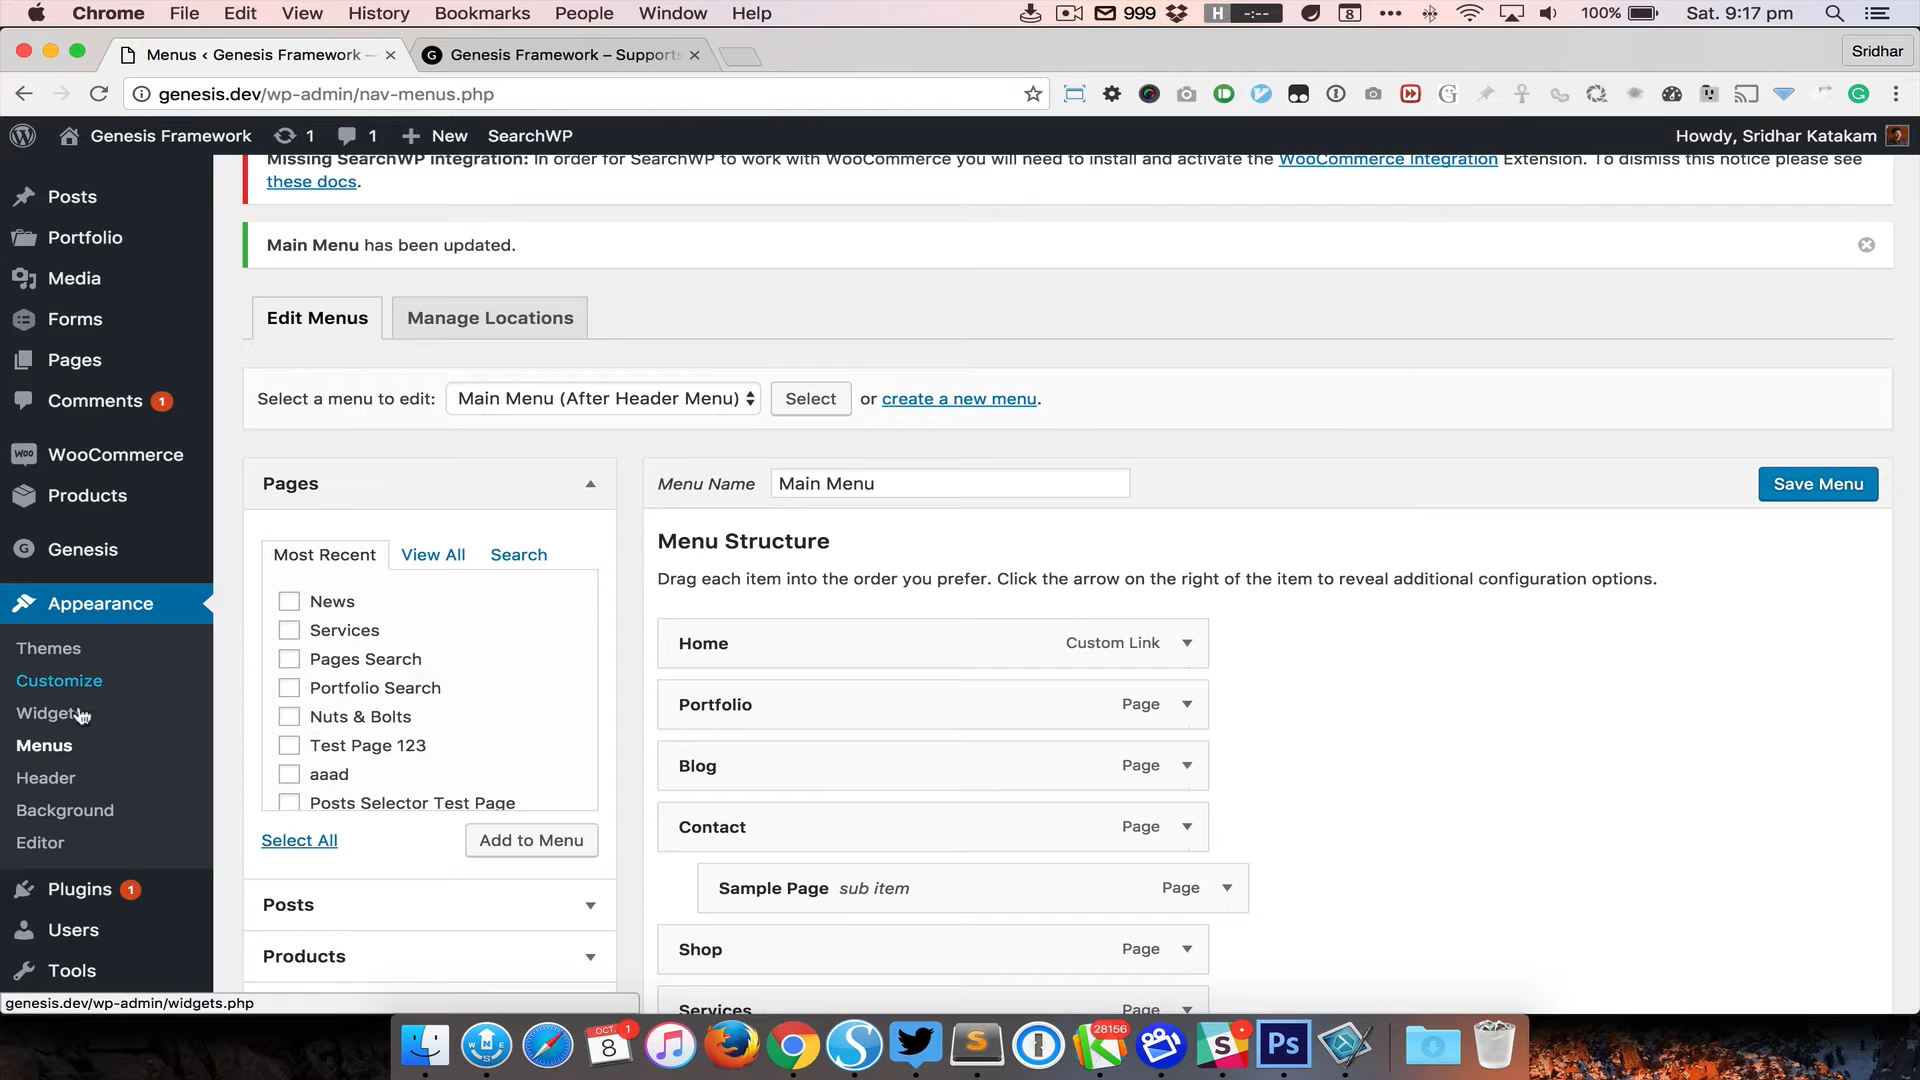 Chrome File Edit View History Bookmarks People Window Help 999 H -:-- 8 100% Sat. 9:17 pm
Menus ‹ Genesis Framework — Genesis Framework – Supports Sridhar
genesis.dev/wp-admin/nav-menus.php
Genesis Framework 1 1 New SearchWP Howdy, Sridhar Katakam
Missing SearchWP Integration: In order for SearchWP to work with WooCommerce you will need to install and activate the WooCommerce Integration Extension. To dismiss this notice please see
these docs.
Main Menu has been updated.
Posts
Portfolio
Media
Forms
Pages
Comments 1
WooCommerce
Products
Genesis
Appearance
Themes
Customize
Widget
Menus
Header
Background
Editor
Plugins 1
Users
Tools
Edit Menus Manage Locations
Select a menu to edit: Main Menu (After Header Menu) Select or create a new menu.
Pages
Most Recent View All Search
News
Services
Pages Search
Portfolio Search
Nuts & Bolts
Test Page 123
aaad
Posts Selector Test Page
Select All Add to Menu
Posts
Products
Menu Name Main Menu Save Menu
Menu Structure
Drag each item into the order you prefer. Click the arrow on the right of the item to reveal additional configuration options.
Home Custom Link
Portfolio Page
Blog Page
Contact Page
Sample Page sub item Page
Shop Page
Services Page
genesis.dev/wp-admin/widgets.php
OCT 1
8
28156
S
Ps